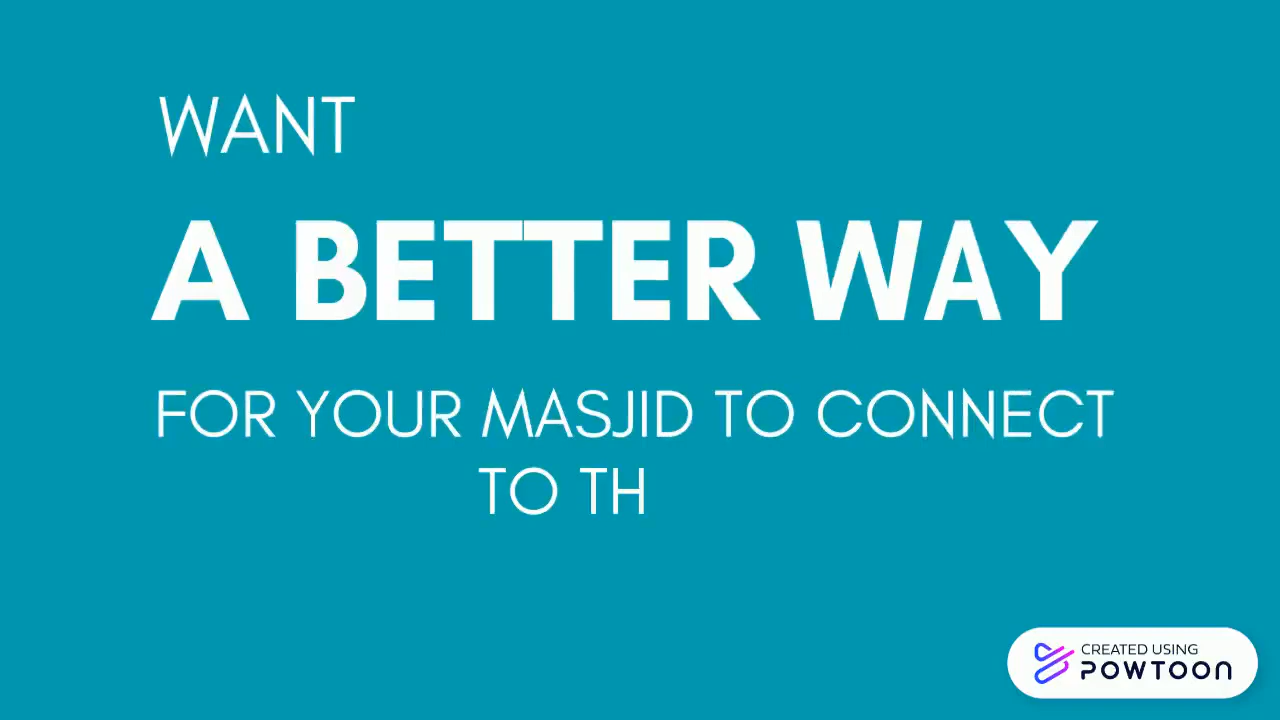 WANT
A BETTER WAY
FOR YOUR MASJID TO CONNECT
TO TH
CREATED USING
POWTOON